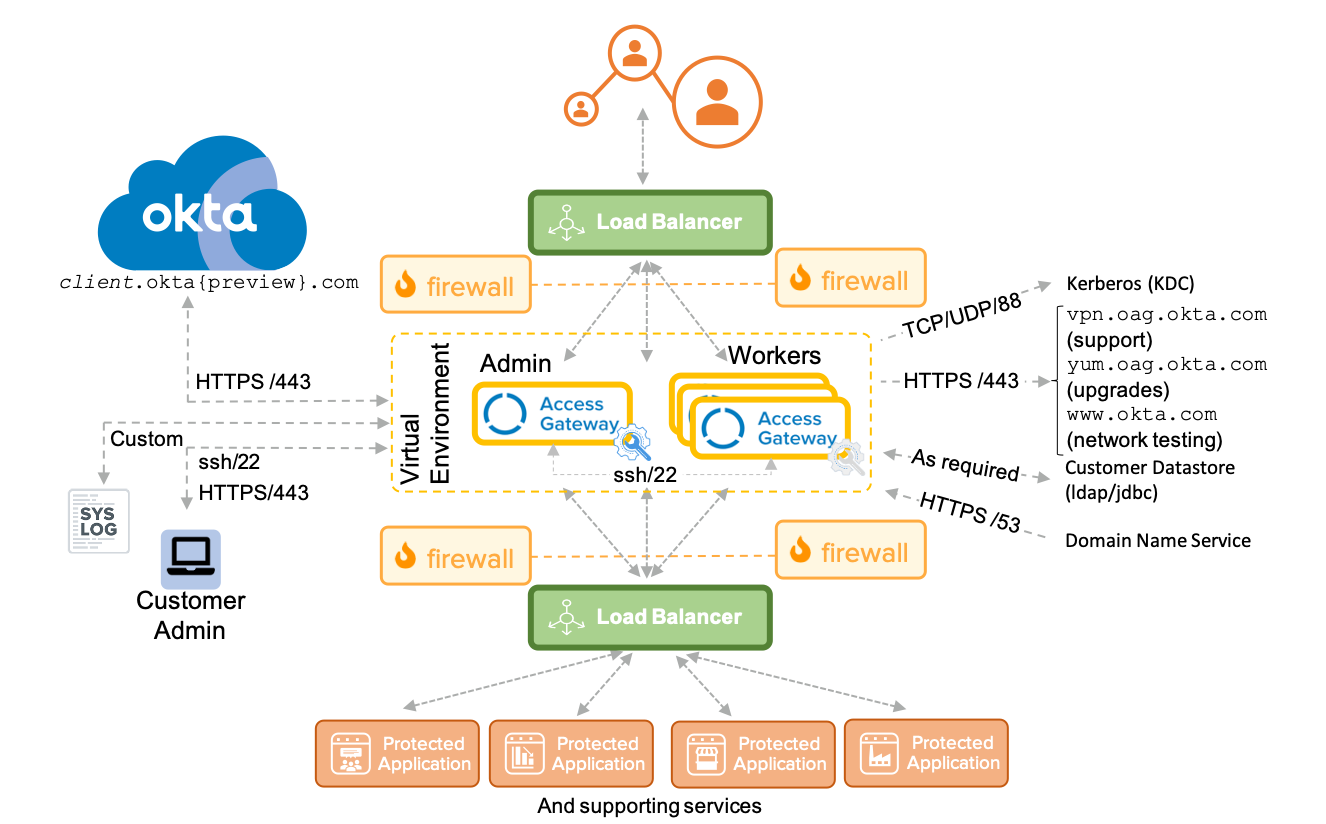 Load Balancer
okta
client.okta{preview}.com
firewall
firewall
TCP/UDP/88
Kerberos (KDC)
vpn.oag.okta.com
(support)
yum.oag.okta.com
(upgrades)
www.okta.com
(network testing)
HTTPS /443
HTTPS /443
Virtual
Environment
Admin
Access
Gateway
Workers
Access
Gateway
ssh/22
Custom
ssh/22
HTTPS/443
SYS
LOG
Customer
Admin
As required
Customer Datastore
(ldap/jdbc)
HTTPS /53
Domain Name Service
firewall
firewall
Load Balancer
Protected
Application
Protected
Application
Protected
Application
Protected
Application
And supporting services